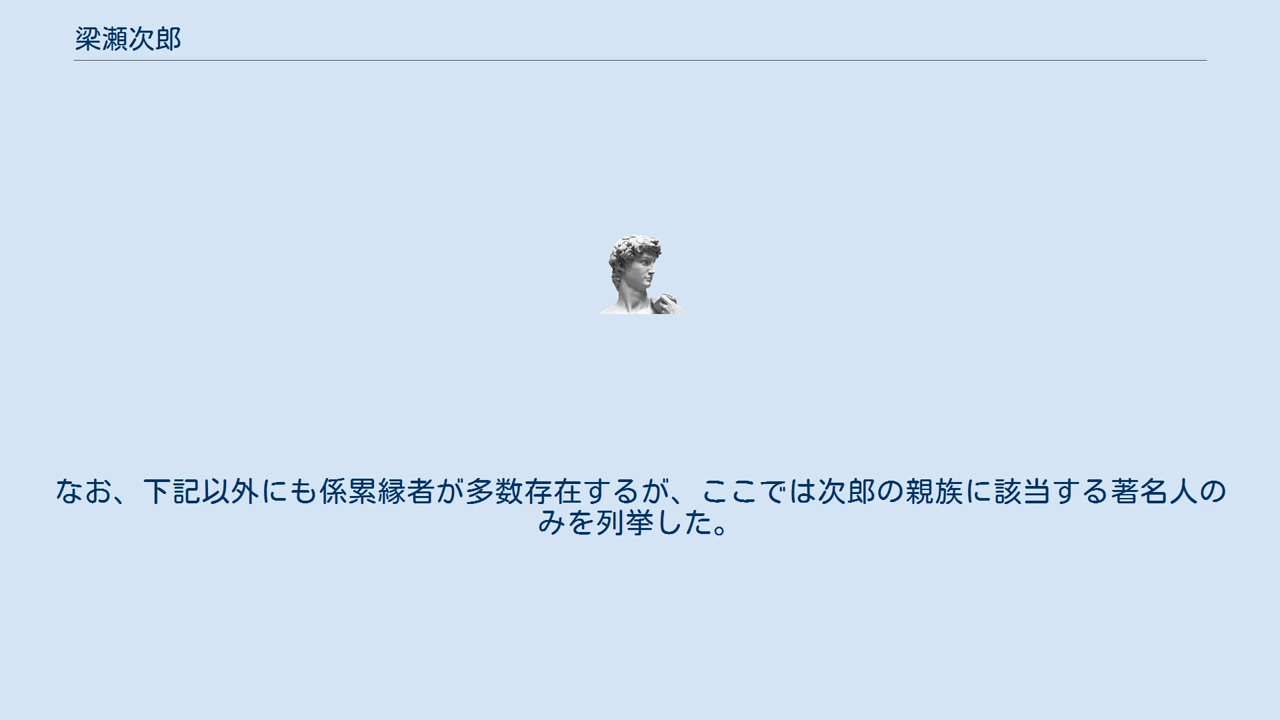 梁瀬次郎
なお、下記以外にも係累縁者が多数存在するが、ここでは次郎の親族に該当する著名人の
みを列挙した。